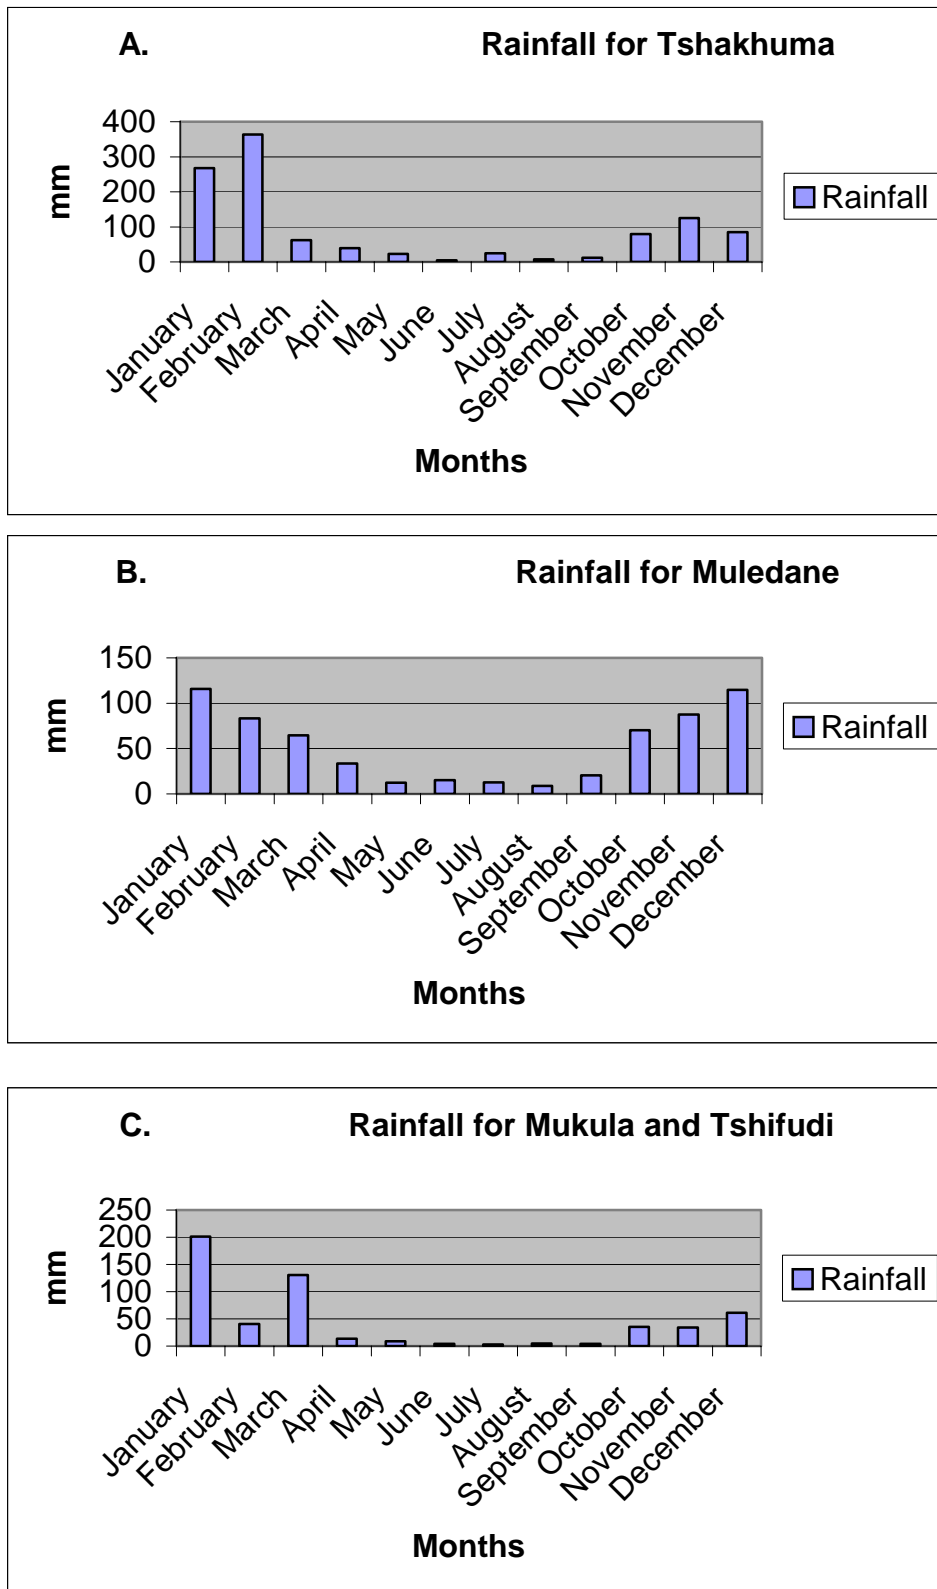 A. Rainfall for Tshakhuma
400
300
200
100
0
mm
Rainfall
January
February
March
April
May
June
July
August
September
October
November
December
Months
B. Rainfall for Muledane
150
100
50
0
mm
Rainfall
January
February
March
April
May
June
July
August
September
October
November
December
Months
C. Rainfall for Mukula and Tshifudi
250
200
150
100
50
0
mm
Rainfall
January
February
March
April
May
June
July
August
September
October
November
December
Months